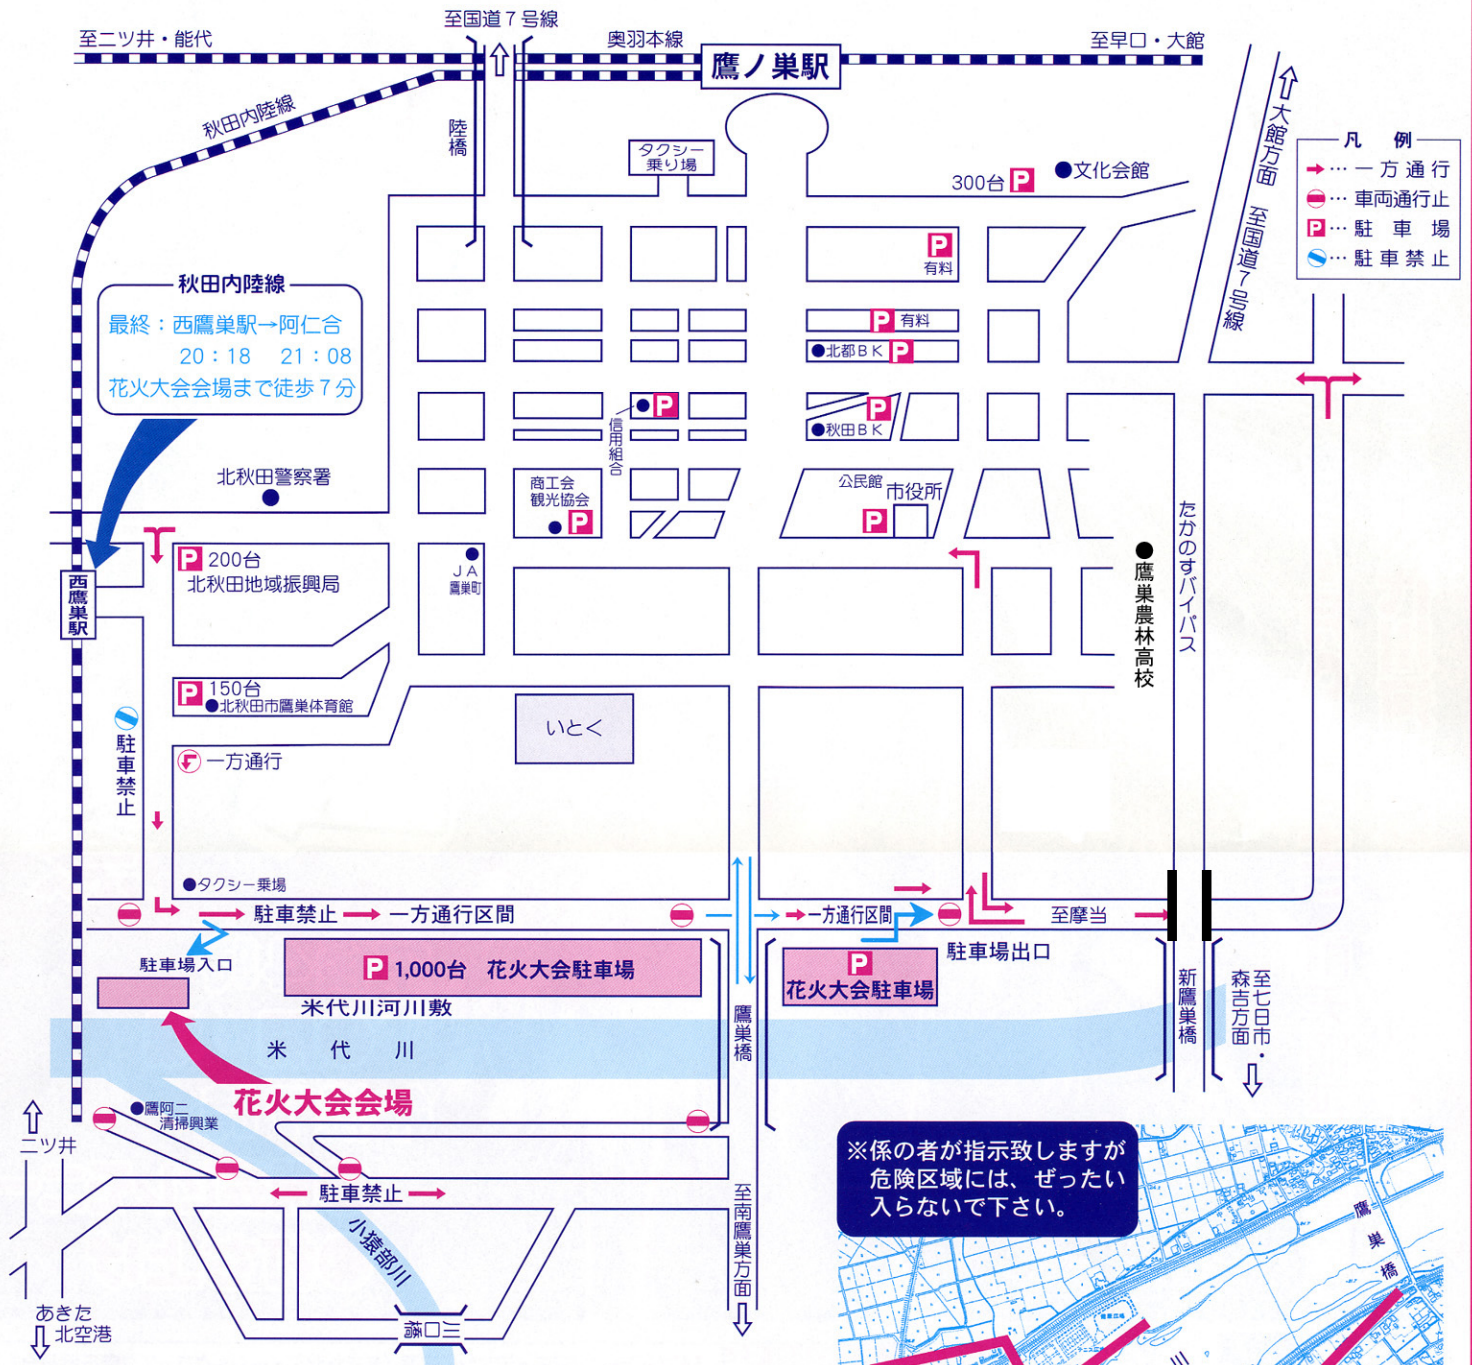 至国道７号線
至二ツ井・能代
奥羽本線
鷹ノ巣駅
至早口・大館
秋田内陸線
陸橋
タクシー
乗り場
300台 P
文化会館
大館方面 至国道７号線
凡 例
…一方通行
…車両通行止
P…駐車場
…駐車禁止
P
有料
秋田内陸線
最終：西鷹巣駅→阿仁合
20：18 21：08
花火大会会場まで徒歩７分
P 有料
北都ＢＫ P
P
信用組合
P
秋田ＢＫ
北秋田警察署
商工会
観光協会
P
公民館 市役所
P
たかのすバイパス
P 200台
北秋田地域振興局
ＪＡ
鷹巣町
鷹巣農林高校
西鷹巣駅
P 150台
北秋田市鷹巣体育館
いとく
駐車禁止
一方通行
タクシー乗場
駐車禁止
一方通行区間
一方通行区間
至摩当
駐車場入口
P 1,000台 花火大会駐車場
P
花火大会駐車場
駐車場出口
米代川河川敷
米代川
鷹巣橋
新鷹巣橋
至七日市・
森吉方面
花火大会会場
鷹阿二
清掃興業
二ツ井
駐車禁止
小猿部川
至南鷹巣方面
※係の者が指示致しますが
危険区域には、ぜったい
入らないで下さい。
鷹巣橋
あきた
北空港
川口橋
川